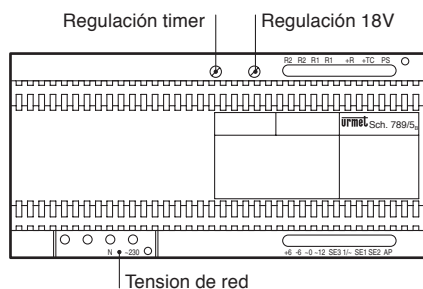 Regulación timer
Regulación 18V
R2 R2 R1 R1 +R +TC PS
urmet Sch. 789/5B
N ~230
+6 -6 ~0 ~12 SE3 1/~ SE1 SE2 AP
Tension de red